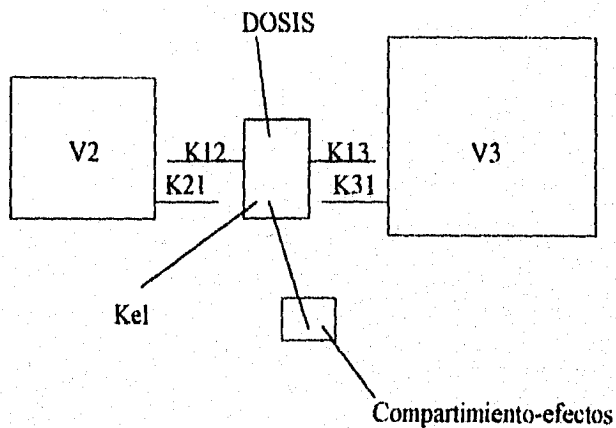 DOSIS
V2
K12
K13
V3
K21
K31
Kel
Compartimiento-efectos